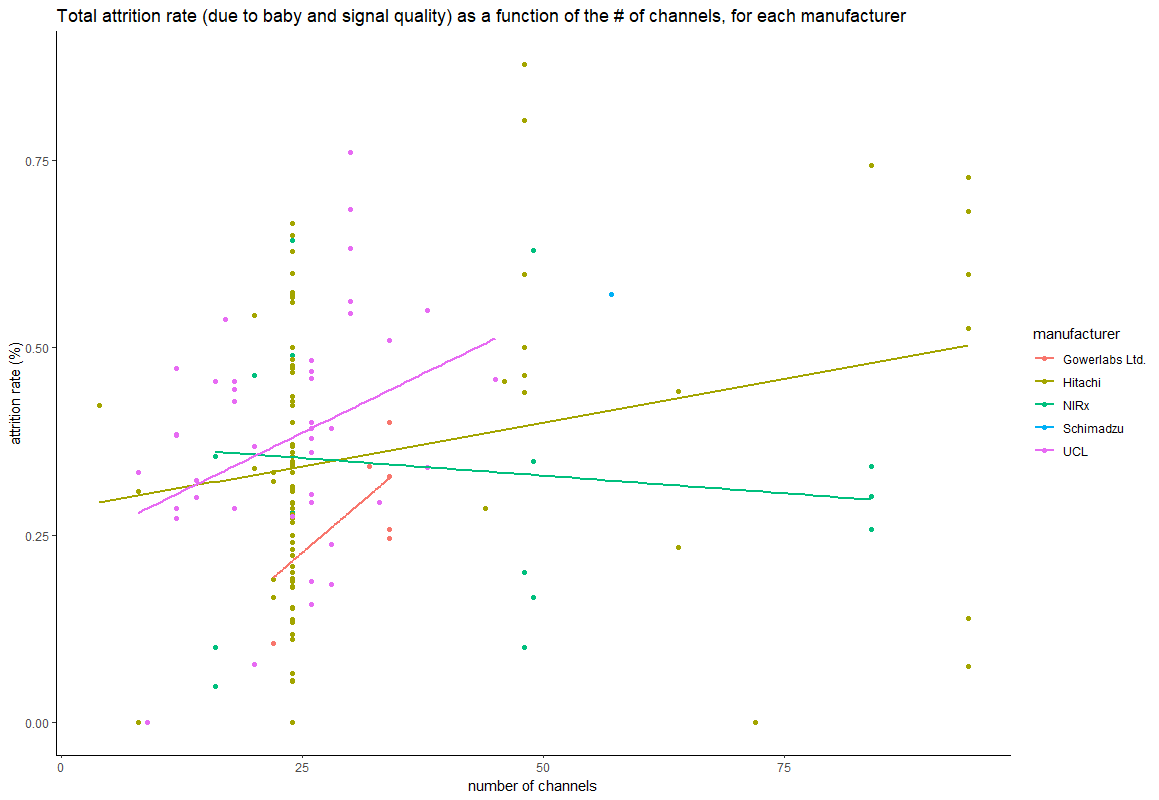 Total attrition rate (due to baby and signal quality) as a function of the # of channels, for each manufacturer
attrition rate (%)
0.75
0.50
0.25
0.00
0
25
50
75
number of channels
manufacturer
Gowerlabs Ltd.
Hitachi
NIRx
Schimadzu
UCL